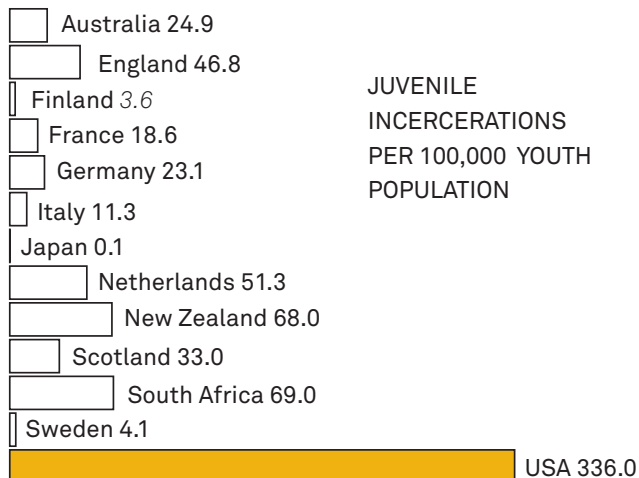 Australia 24.9
England 46.8
Finland 3.6
France 18.6
Germany 23.1
Italy 11.3
Japan 0.1
Netherlands 51.3
New Zealand 68.0
Scotland 33.0
South Africa 69.0
Sweden 4.1
USA 336.0
JUVENILE
INCERCERATIONS
PER 100,000 YOUTH
POPULATION